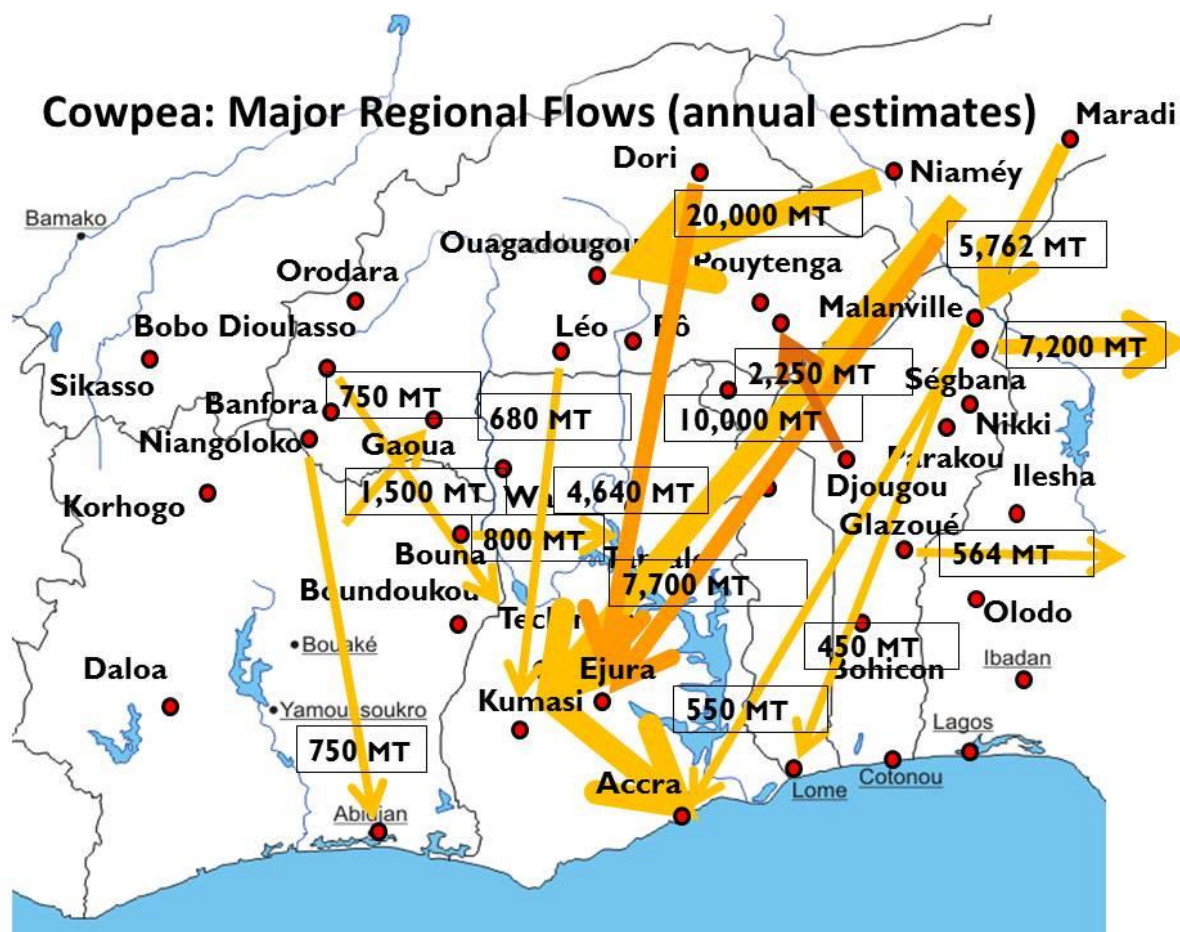 Cowpea: Major Regional Flows (annual estimates)
Maradi
Dori
Niaméy
20,000 MT
Bamako
Ouagadougou
5,762 MT
Orodara
Pouytenga
Malanville
Bobo Dioulasso
Léo
7,200 MT
Sikasso
2,250 MT
Ségbana
750 MT
Banfora
680 MT
10,000 MT
Nikki
Niangoloko
Gaoua
Parakou
Ilesha
1,500 MT
4,640 MT
Djougou
Korhogo
Glazoué
800 MT
564 MT
Bouna
7,700 MT
Boundoukou
Olodo
Bouaké
450 MT
Ibadan
Daloa
Ejura
Bohicon
Kumasi
550 MT
Yamoussoukro
Lagos
750 MT
Accra
Cotonou
Lome
Abidjan